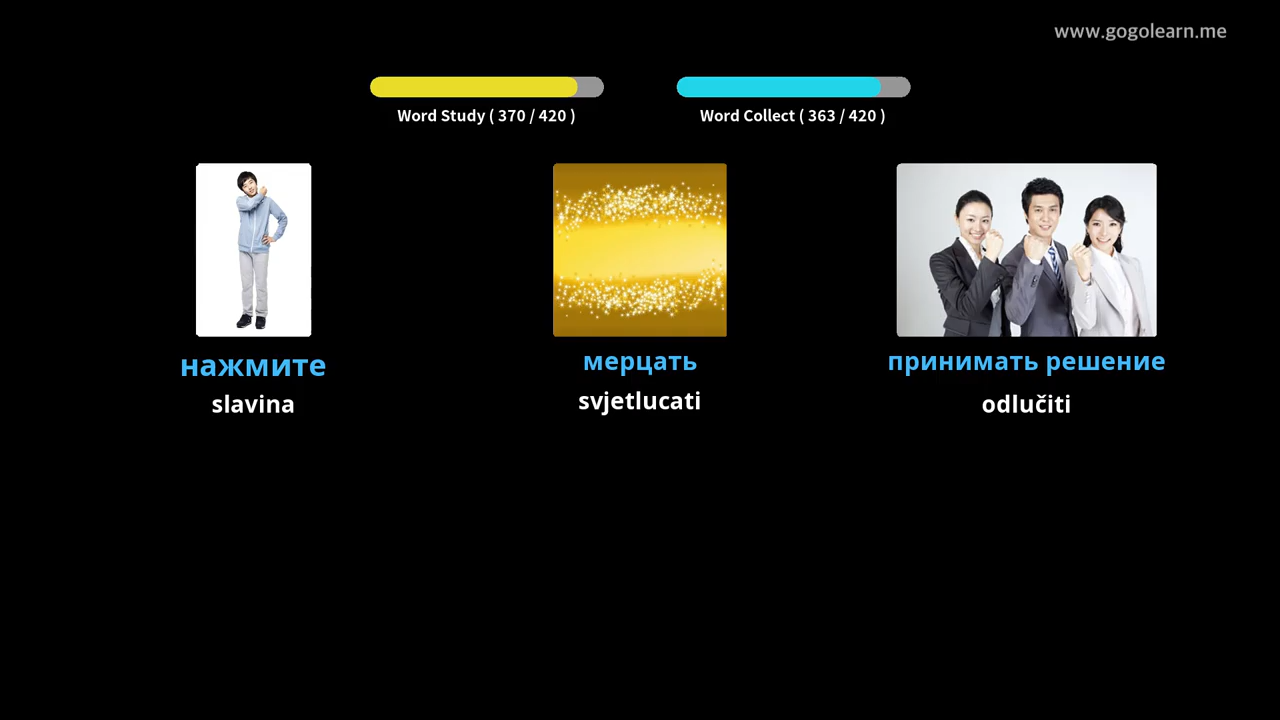 www.gogolearn.me
Word Study ( 370 / 420 )
Word Collect ( 363 / 420 )
нажмите
мерцать
принимать решение
slavina
svjetlucati
odlučiti